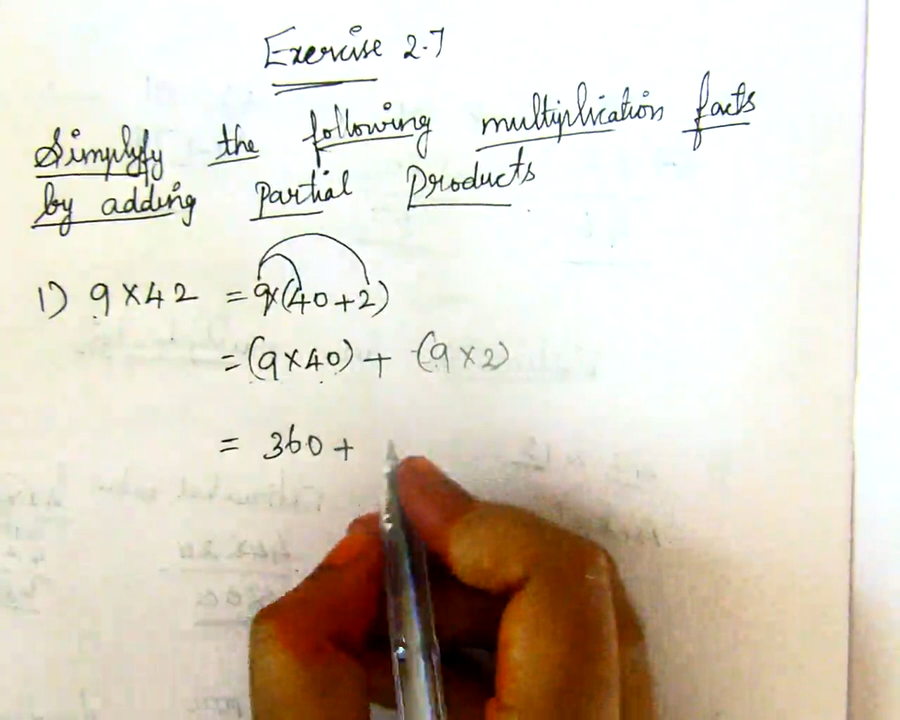 Exercise 2.7
Simplyfy the following multiplication facts
by adding Partial Products
1) 9×42 = 9×(40+2)
= (9×40) + (9×2)
= 360 +